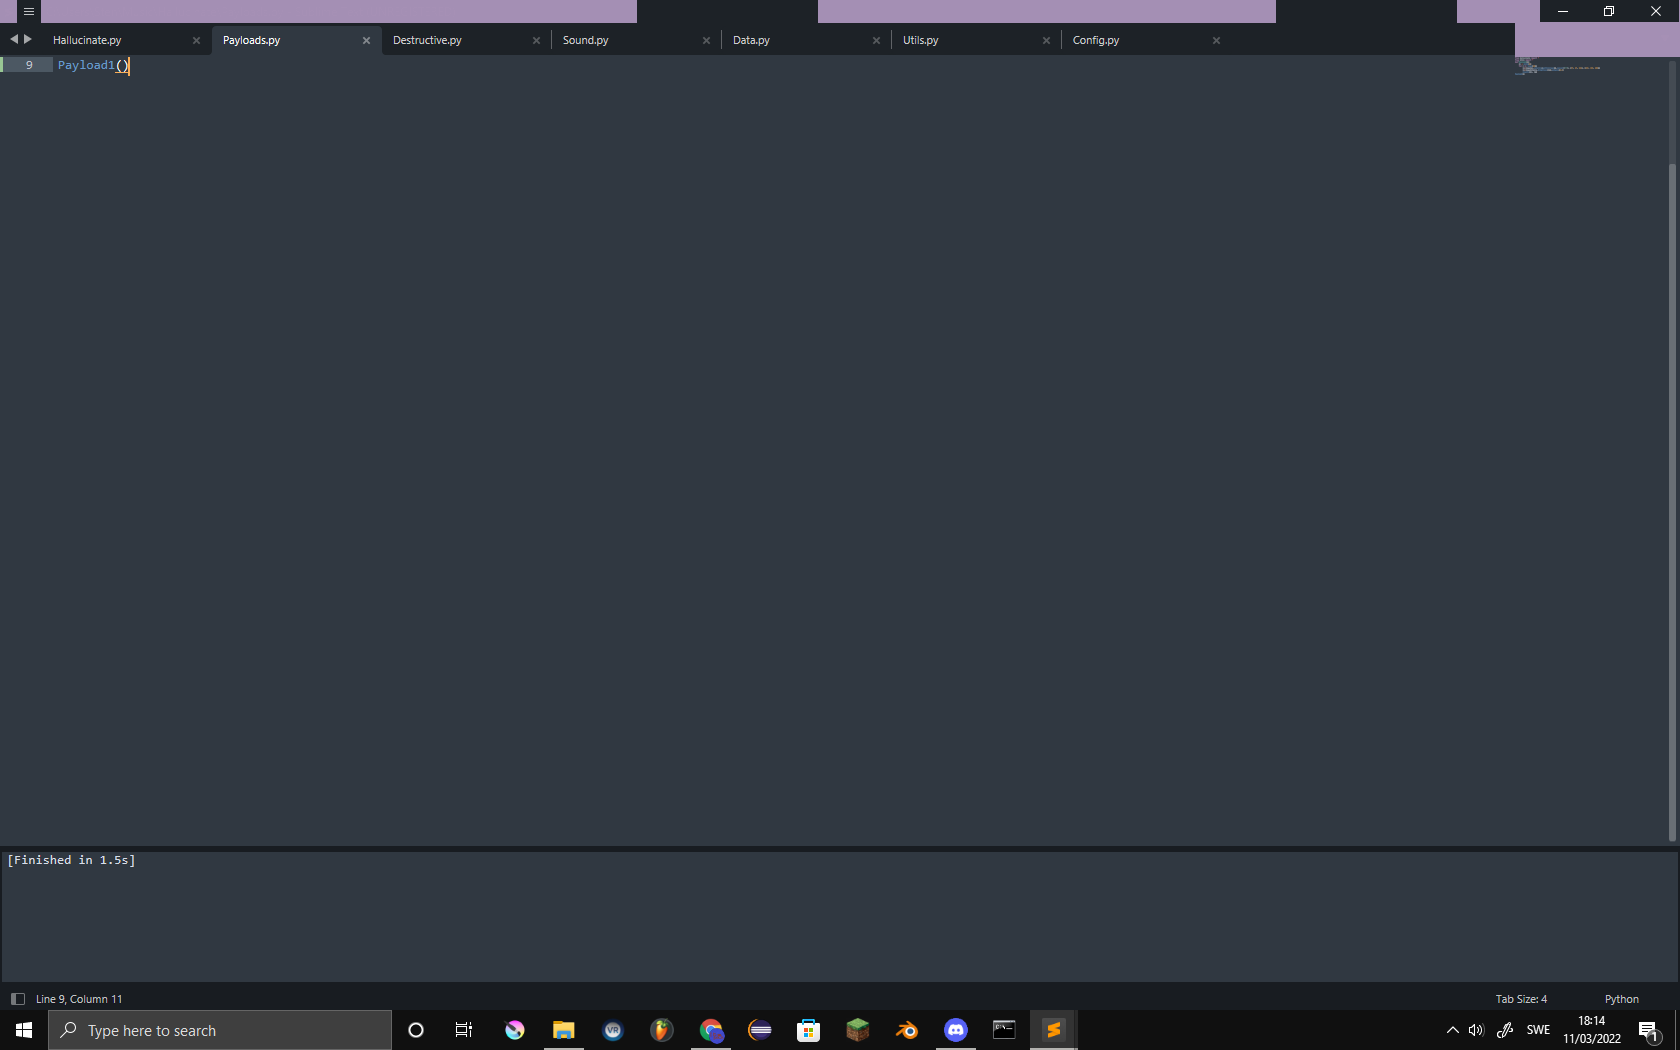 Hallucinate.py
Payloads.py
Destructive.py
Sound.py
Data.py
Utils.py
Config.py
9 Payload1()
[Finished in 1.5s]
Line 9, Column 11
Tab Size: 4
Python
Type here to search
VR
SWE
18:14
11/03/2022
1